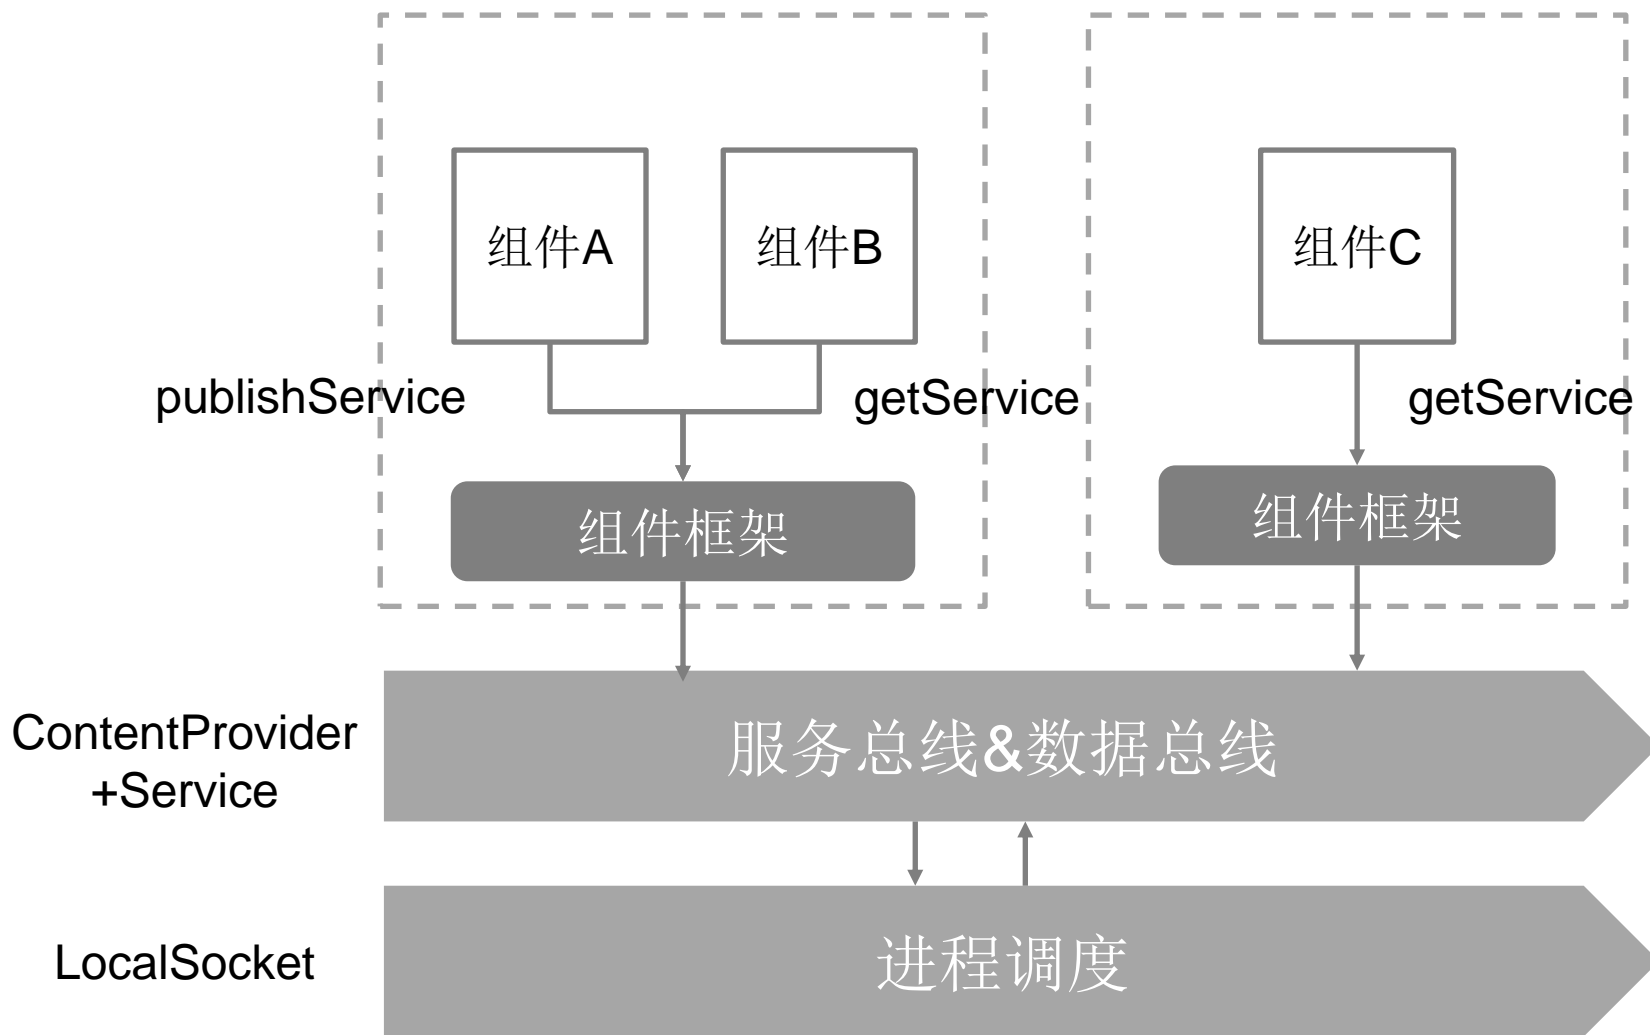 组件A
组件B
组件C
publishService
getService
getService
组件框架
组件框架
ContentProvider
+Service
服务总线&数据总线
LocalSocket
进程调度